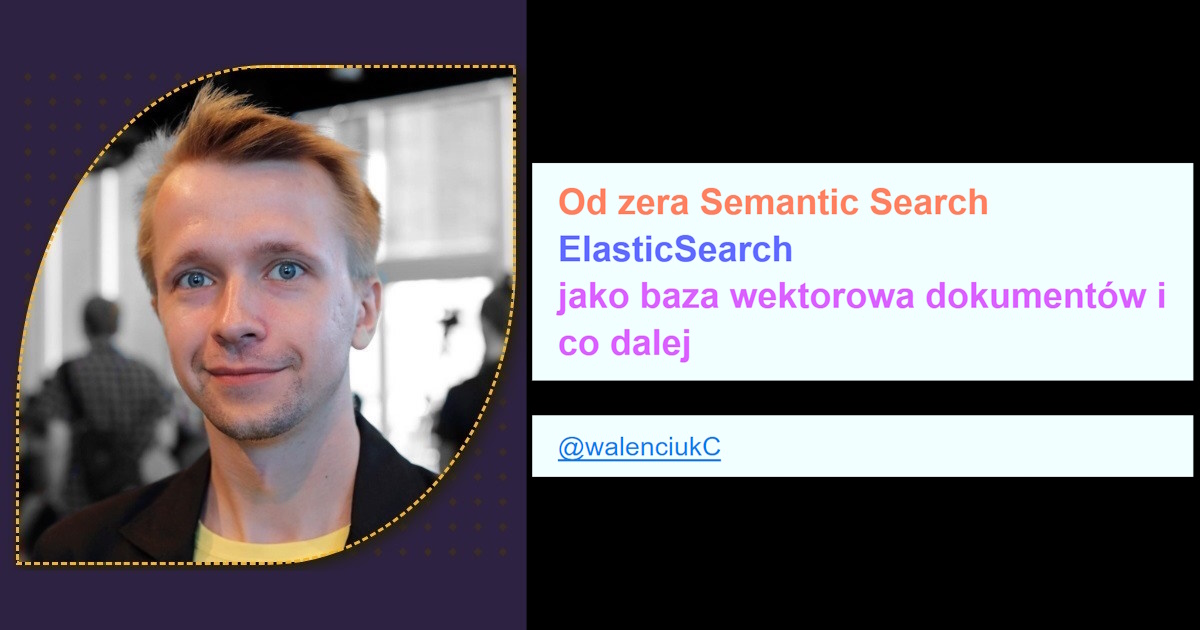 Od zera Semantic Search
ElasticSearch
jako baza wektorowa dokumentów i
co dalej
@walenciukC